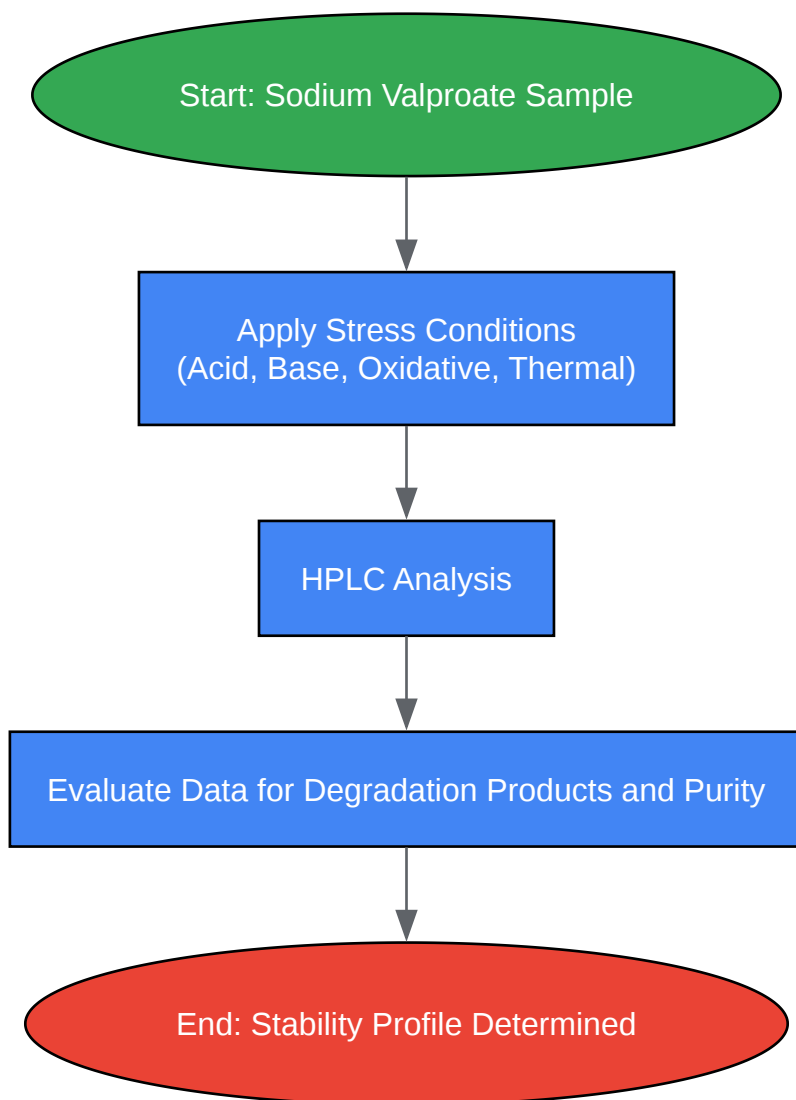 Start: Sodium Valproate Sample
Apply Stress Conditions
(Acid, Base, Oxidative, Thermal)
HPLC Analysis
Evaluate Data for Degradation Products and Purity
End: Stability Profile Determined